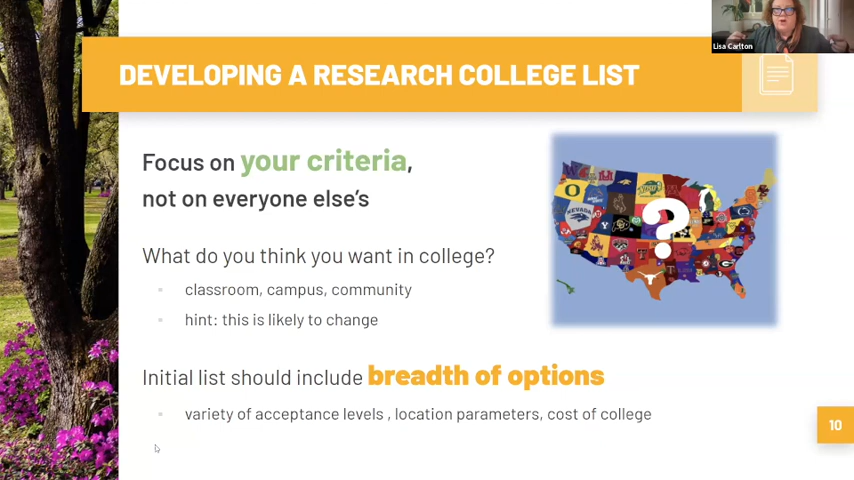 Lisa Carlton
DEVELOPING A RESEARCH COLLEGE LIST
Focus on your criteria,
not on everyone else's
What do you think you want in college?
classroom, campus, community
hint: this is likely to change
Initial list should include breadth of options
variety of acceptance levels , location parameters, cost of college
NEVADA
?
10